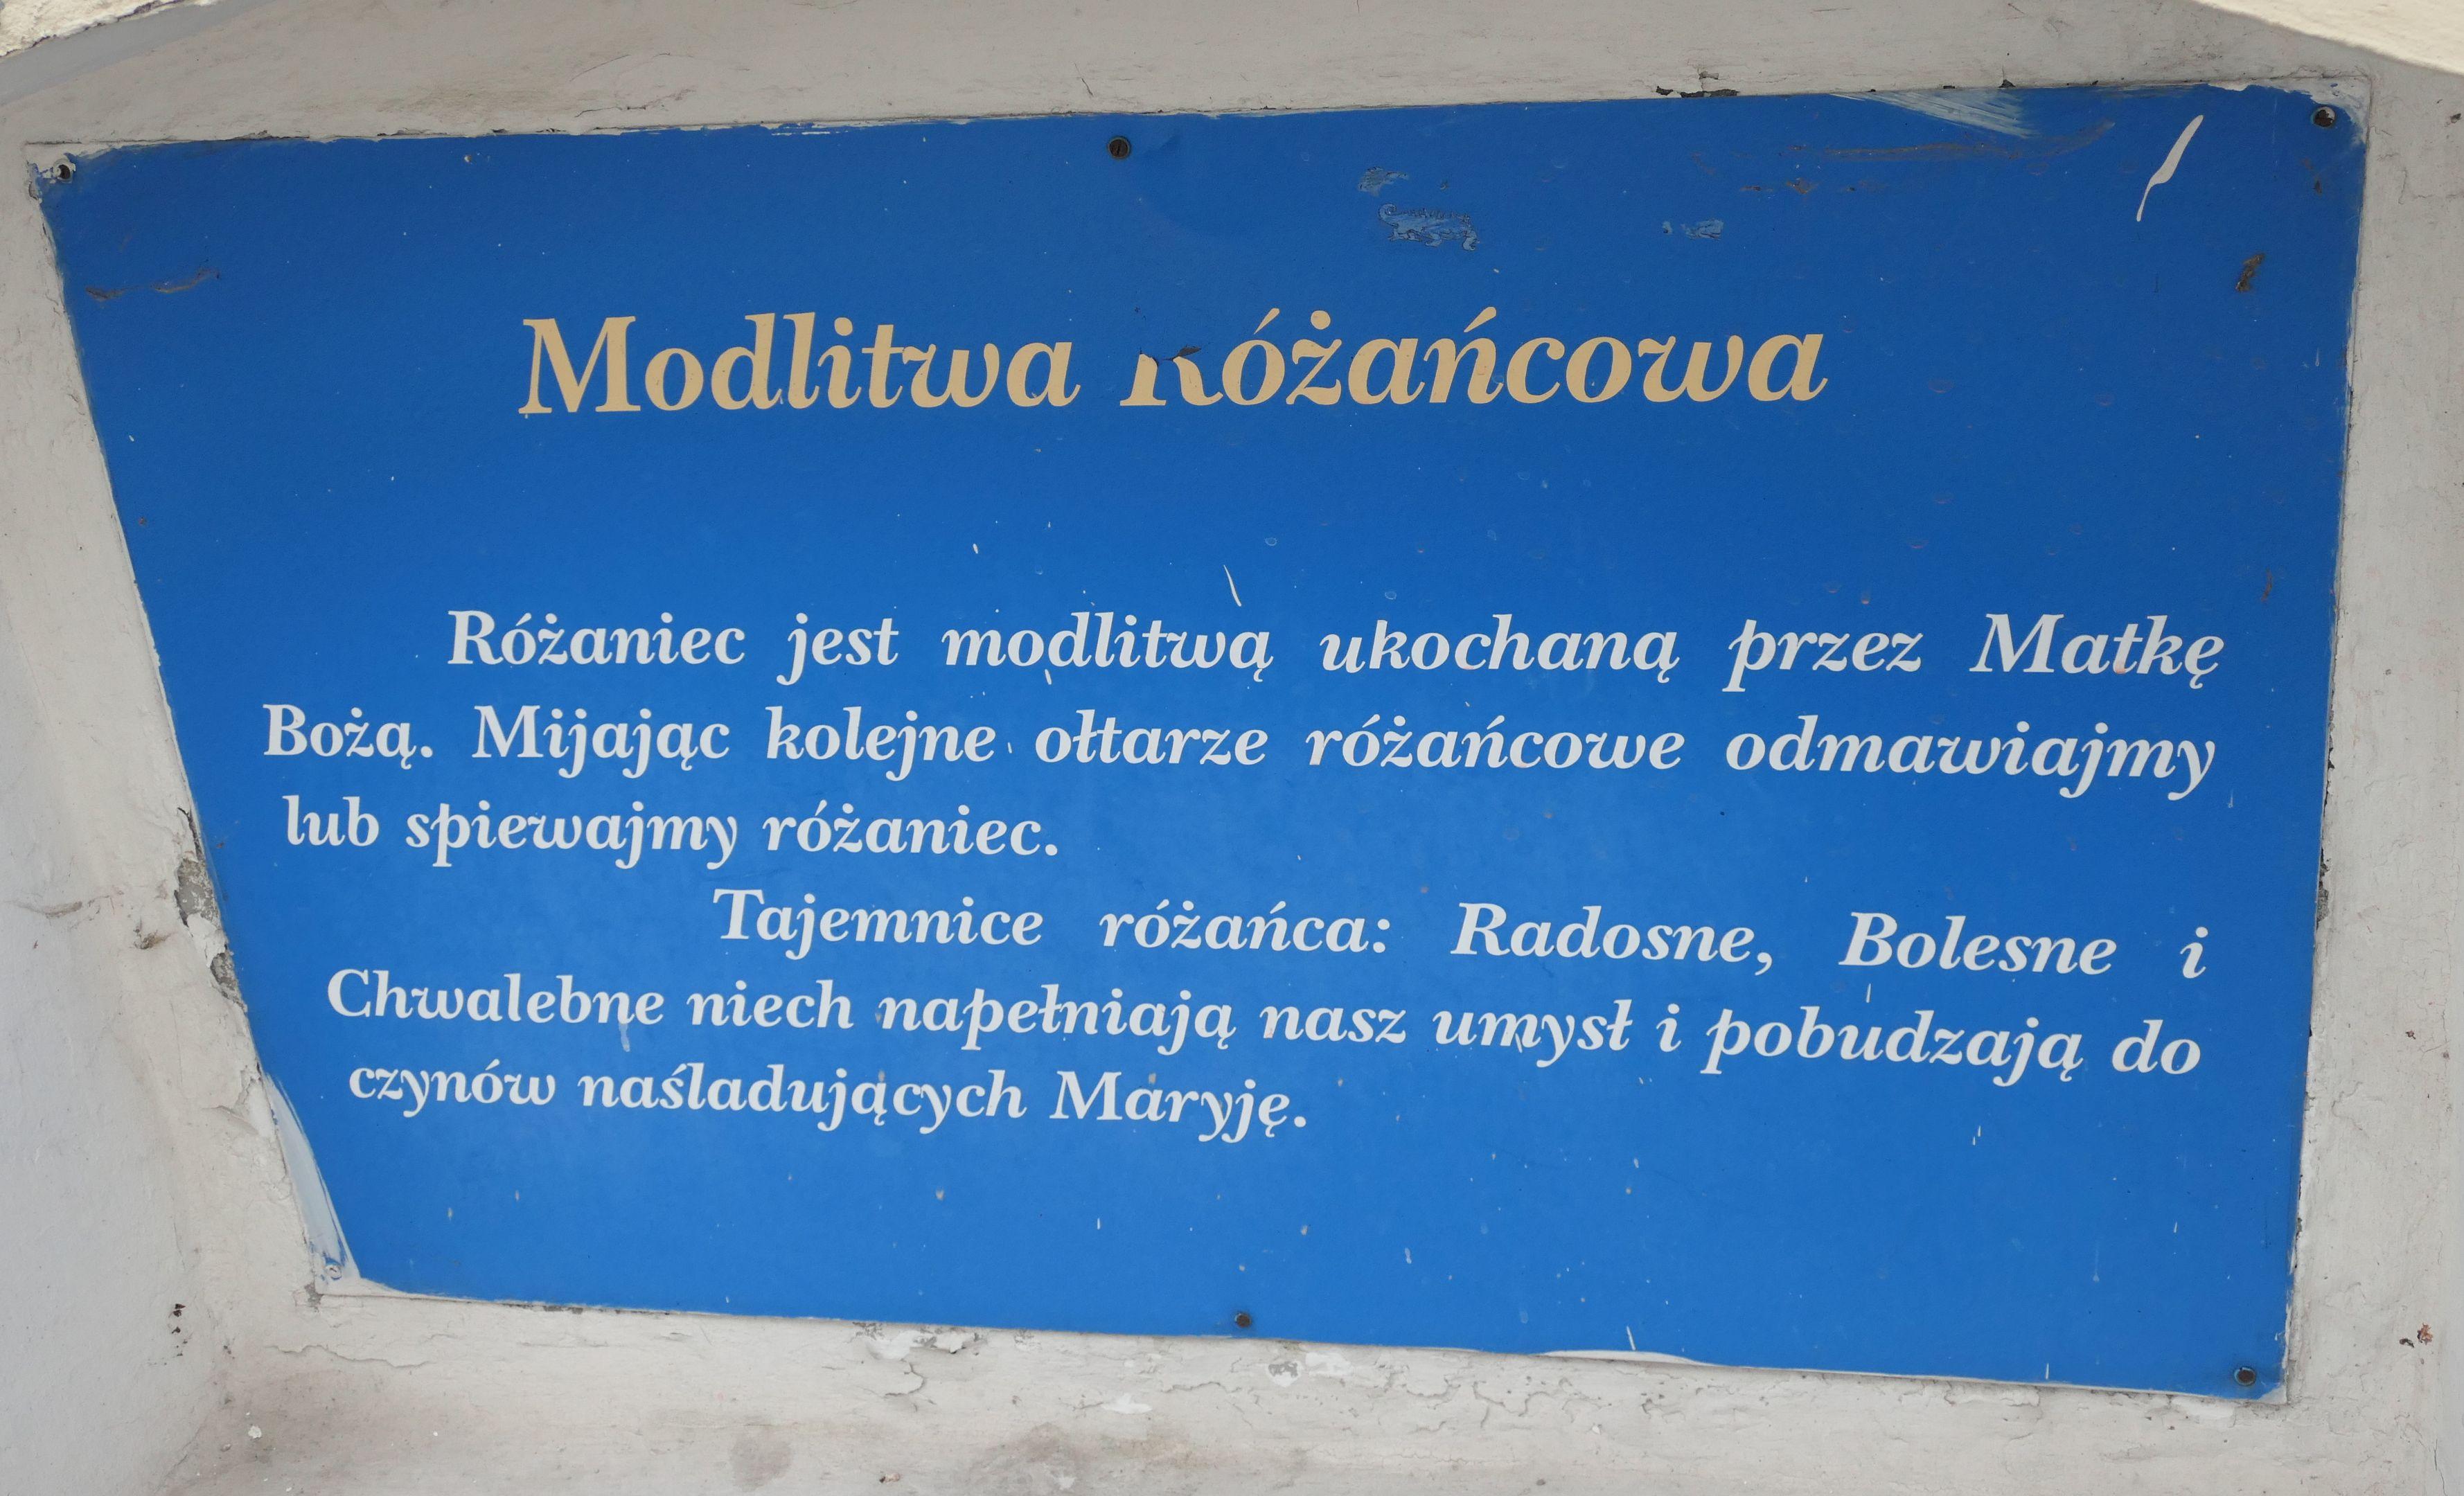 Modlitwa Różańcowa
Różaniec jest modlitwą ukochaną przez Matkę
Bożą. Mijając kolejne ołtarze różańcowe odmawiajmy
lub spiewajmy różaniec.
Tajemnice różańca: Radosne, Bolesne i
Chwalebne niech napełniają nasz umysł i pobudzają do
czynów naśladujących Maryję.